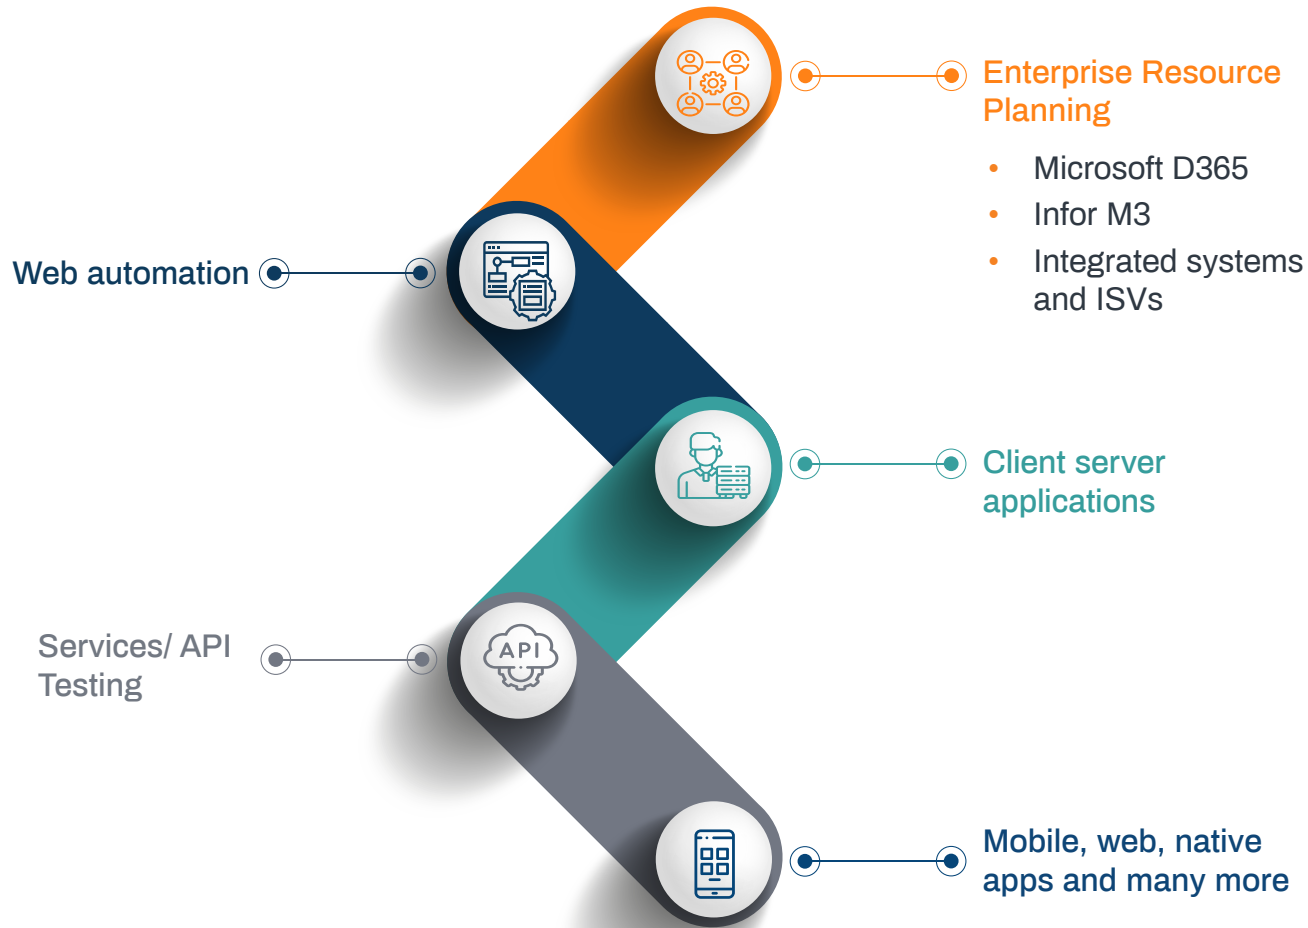 Enterprise Resource
Planning
• Microsoft D365
• Infor M3
• Integrated systems
and ISVs
Web automation
Client server
applications
API
Services/ API
Testing
Mobile, web, native
apps and many more